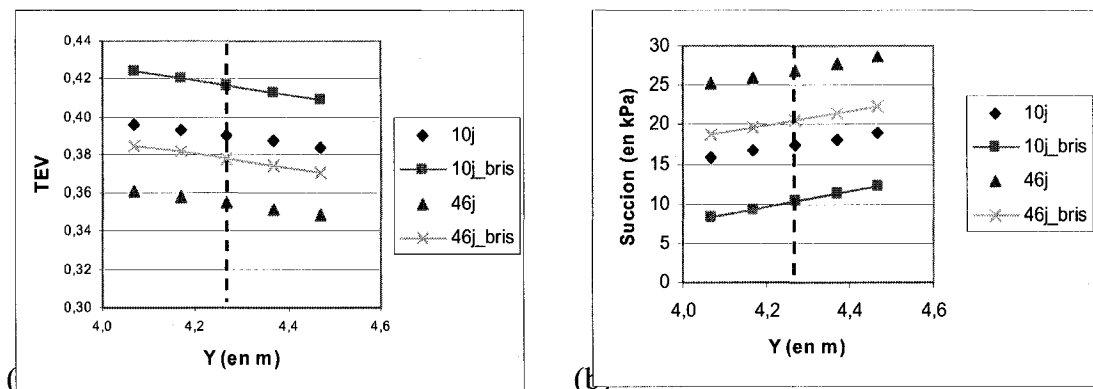 0,44
0,42
0,40
0,38
0,36
0,34
0,32
0,30
TEV
4,0
4,2
4,4
4,6
Y (en m)
10j
10j_bris
46j
46j_bris
(
30
25
20
15
10
5
0
Succion (en kPa)
4,0
4,2
4,4
4,6
Y (en m)
10j
10j_bris
46j
46j_bris
(b